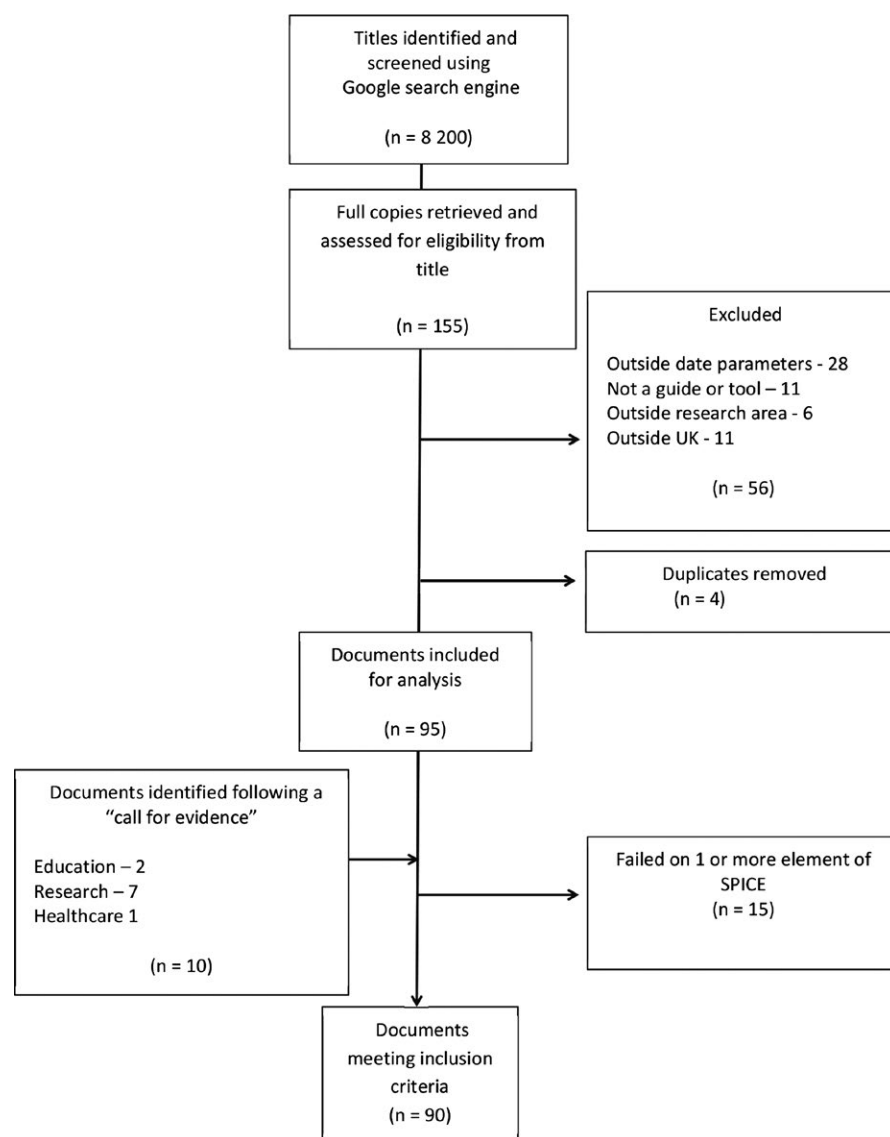 Titles identified and
screened using
Google search engine
(n = 8 200)
Full copies retrieved and
assessed for eligibility from
title
(n = 155)
Excluded
Outside date parameters - 28
Not a guide or tool – 11
Outside research area - 6
Outside UK - 11
(n = 56)
Duplicates removed
(n = 4)
Documents included
for analysis
(n = 95)
Documents identified following a
“call for evidence”
Education – 2
Research – 7
Healthcare 1
(n = 10)
Failed on 1 or more element of
SPICE
(n = 15)
Documents
meeting inclusion
criteria
(n = 90)